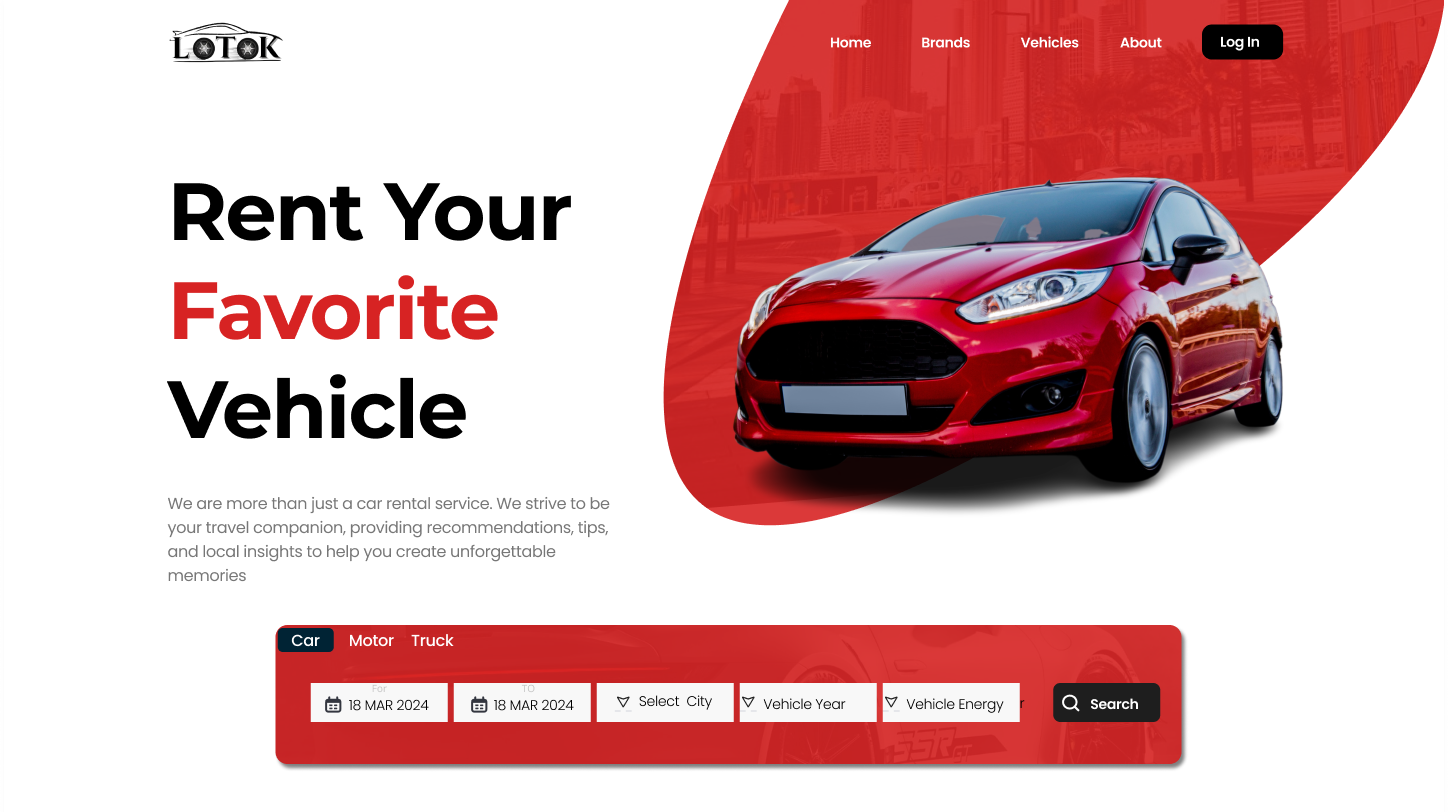 LOTOK
Home Brands Vehicles About Log In
Rent Your
Favorite
Vehicle
We are more than just a car rental service. We strive to be
your travel companion, providing recommendations, tips,
and local insights to help you create unforgettable
memories
Car Motor Truck
For TO
18 MAR 2024 18 MAR 2024 Select City Vehicle Year Vehicle Energy r Search
SSR GT